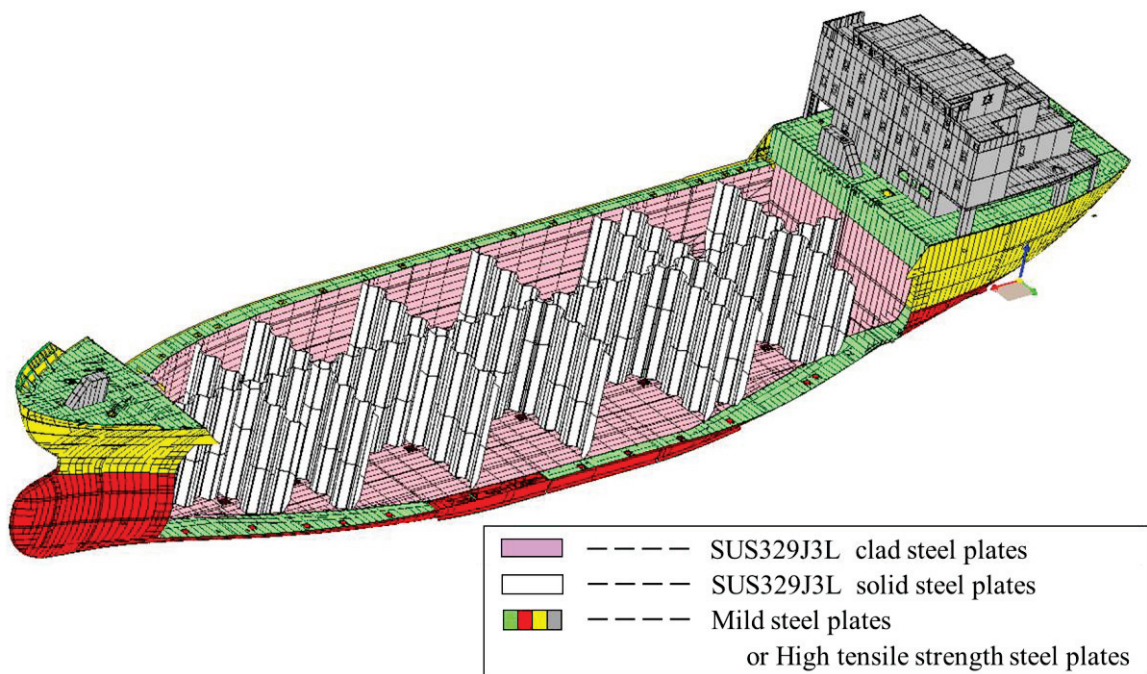 SUS329J3L clad steel plates
SUS329J3L solid steel plates
Mild steel plates
or High tensile strength steel plates